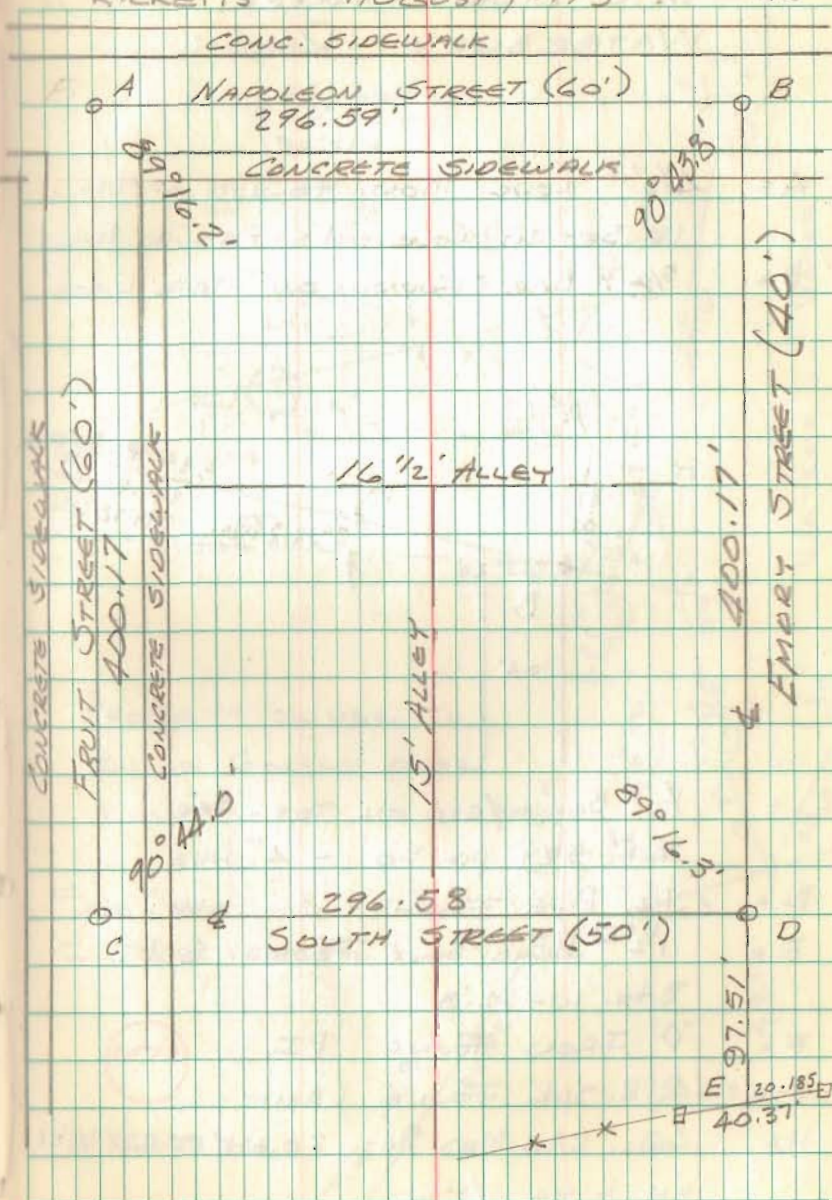 RICKETTS AUGUST
CONC. SIDEWALK
A NAPOLEON STREET (60') B
296.59'
CONCRETE SIDEWALK
89°16.2'
90°43.8'
CONCRETE SIDEWALK
FRUIT STREET (60')
400.17
CONCRETE SIDEWALK
16 1/2' ALLEY
15' ALLEY
400.17'
EMORY STREET (40')
℄
90°44.0'
89°16.3'
C ℄ 296.58 D
SOUTH STREET (50')
97.51'
E 20.185
40.37'